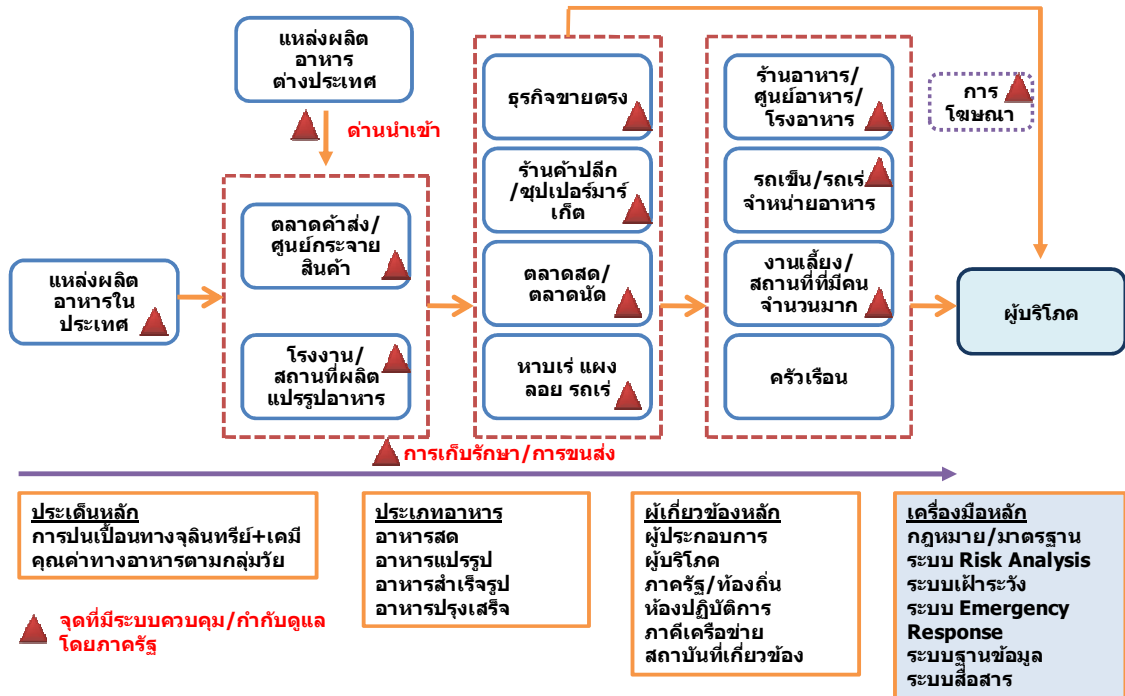 แหล่งผลิต
อาหาร
ต่างประเทศ
ด่านนำเข้า
แหล่งผลิต
อาหารใน
ประเทศ
ตลาดค้าส่ง/
ศูนย์กระจาย
สินค้า
โรงงาน/
สถานที่ผลิต
แปรรูปอาหาร
ธุรกิจขายตรง
ร้านค้าปลีก
/ซุปเปอร์มาร์
เก็ต
ตลาดสด/
ตลาดนัด
หาบเร่ แผง
ลอย รถเร่
ร้านอาหาร/
ศูนย์อาหาร/
โรงอาหาร
รถเข็น/รถเร่
จำหน่ายอาหาร
งานเลี้ยง/
สถานที่ที่มีคน
จำนวนมาก
ครัวเรือน
การ
โฆษณา
ผู้บริโภค
การเก็บรักษา/การขนส่ง
ประเด็นหลัก
การปนเปื้อนทางจุลินทรีย์+เคมี
คุณค่าทางอาหารตามกลุ่มวัย
จุดที่มีระบบควบคุม/กำกับดูแล
โดยภาครัฐ
ประเภทอาหาร
อาหารสด
อาหารแปรรูป
อาหารสำเร็จรูป
อาหารปรุงเสร็จ
ผู้เกี่ยวข้องหลัก
ผู้ประกอบการ
ผู้บริโภค
ภาครัฐ/ท้องถิ่น
ห้องปฏิบัติการ
ภาคีเครือข่าย
สถาบันที่เกี่ยวข้อง
เครื่องมือหลัก
กฎหมาย/มาตรฐาน
ระบบ Risk Analysis
ระบบเฝ้าระวัง
ระบบ Emergency
Response
ระบบฐานข้อมูล
ระบบสื่อสาร